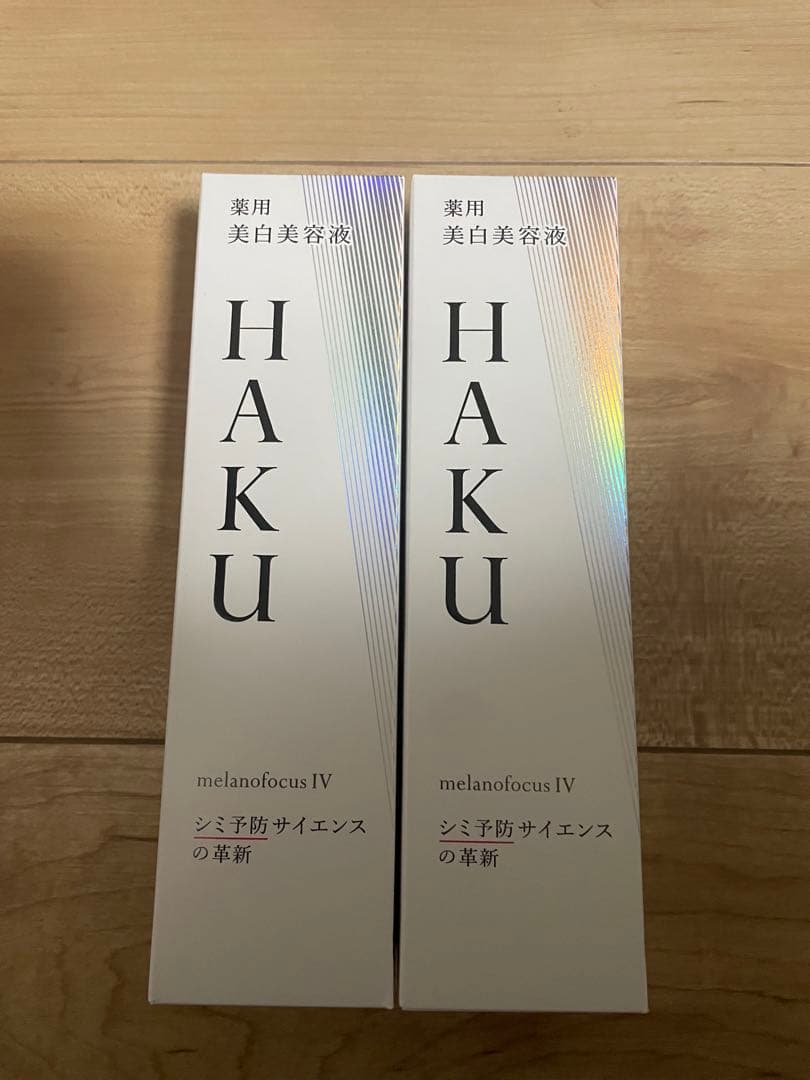 薬用
美白美容液
HAKU
melanofocus IV
シミ予防サイエンス
の革新
薬用
美白美容液
HAKU
melanofocus IV
シミ予防サイエンス
の革新